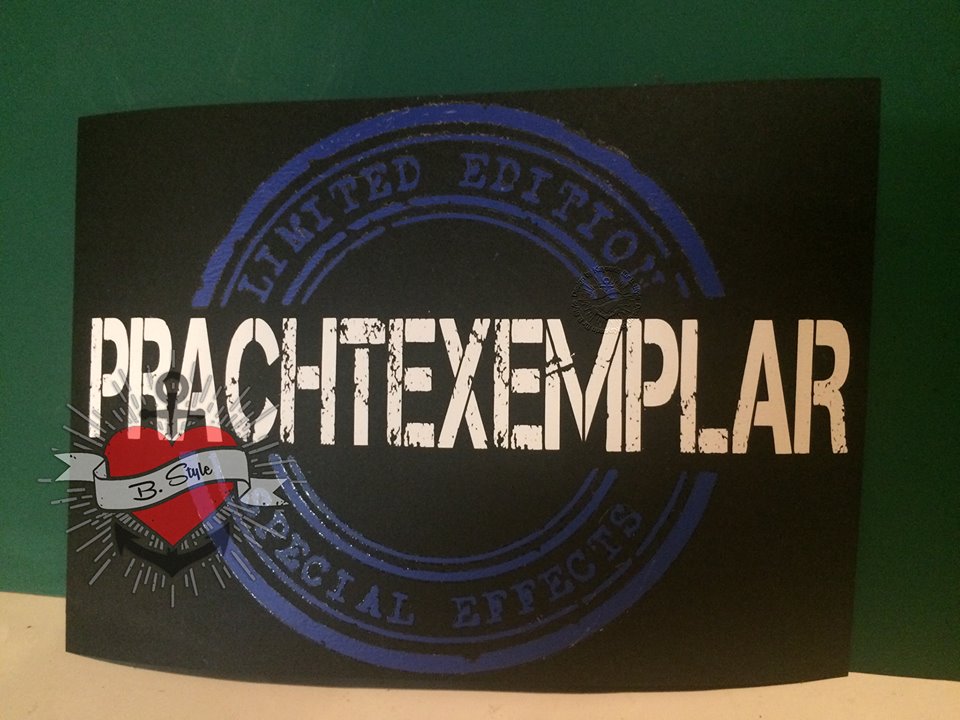 LIMITED EDITION
PRACHTEXEMPLAR
B. Style
SPECIAL EFFECTS